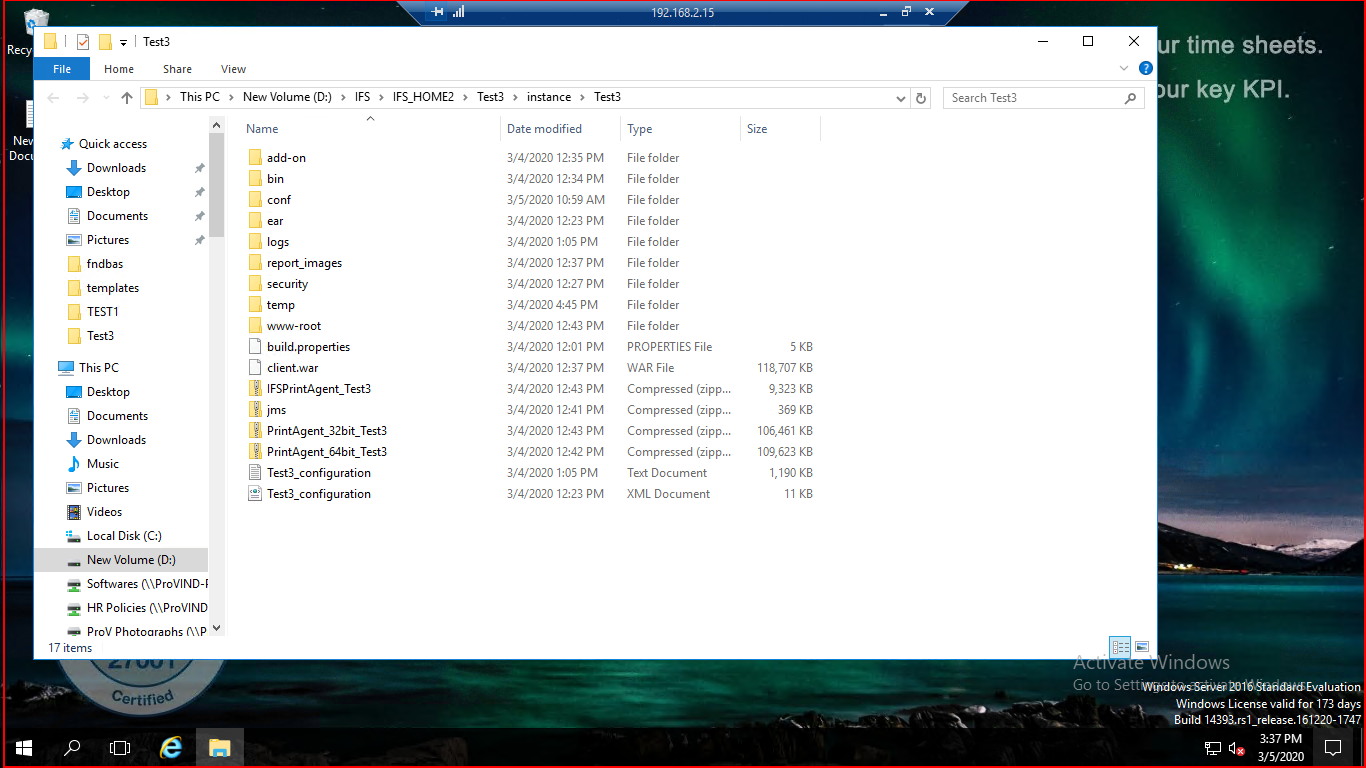 192.168.2.15
Recy
Test3
ur time sheets.
File Home Share View
our key KPI.
This PC New Volume (D:) IFS IFS_HOME2 Test3 instance Test3
Search Test3
New
Docu
Name Date modified Type Size
Quick access
Downloads
Desktop
Documents
Pictures
fndbas
templates
TEST1
Test3
This PC
Desktop
Documents
Downloads
Music
Pictures
Videos
Local Disk (C:)
New Volume (D:)
Softwares (\\ProVIND-F
HR Policies (\\ProVIND
ProV Photographs (\\P
add-on 3/4/2020 12:35 PM File folder
bin 3/4/2020 12:34 PM File folder
conf 3/5/2020 10:59 AM File folder
ear 3/4/2020 12:23 PM File folder
logs 3/4/2020 1:05 PM File folder
report_images 3/4/2020 12:37 PM File folder
security 3/4/2020 12:27 PM File folder
temp 3/4/2020 4:45 PM File folder
www-root 3/4/2020 12:43 PM File folder
build.properties 3/4/2020 12:01 PM PROPERTIES File 5 KB
client.war 3/4/2020 12:37 PM WAR File 118,707 KB
IFSPrintAgent_Test3 3/4/2020 12:43 PM Compressed (zipp... 9,323 KB
jms 3/4/2020 12:41 PM Compressed (zipp... 369 KB
PrintAgent_32bit_Test3 3/4/2020 12:43 PM Compressed (zipp... 106,461 KB
PrintAgent_64bit_Test3 3/4/2020 12:42 PM Compressed (zipp... 109,623 KB
Test3_configuration 3/4/2020 1:05 PM Text Document 1,190 KB
Test3_configuration 3/4/2020 12:23 PM XML Document 11 KB
17 items
27001
Certified
Activate Windows
Go to Settings to activate Windows.
Windows Server 2016 Standard Evaluation
Windows License valid for 173 days
Build 14393.rs1_release.161220-1747
3:37 PM
3/5/2020